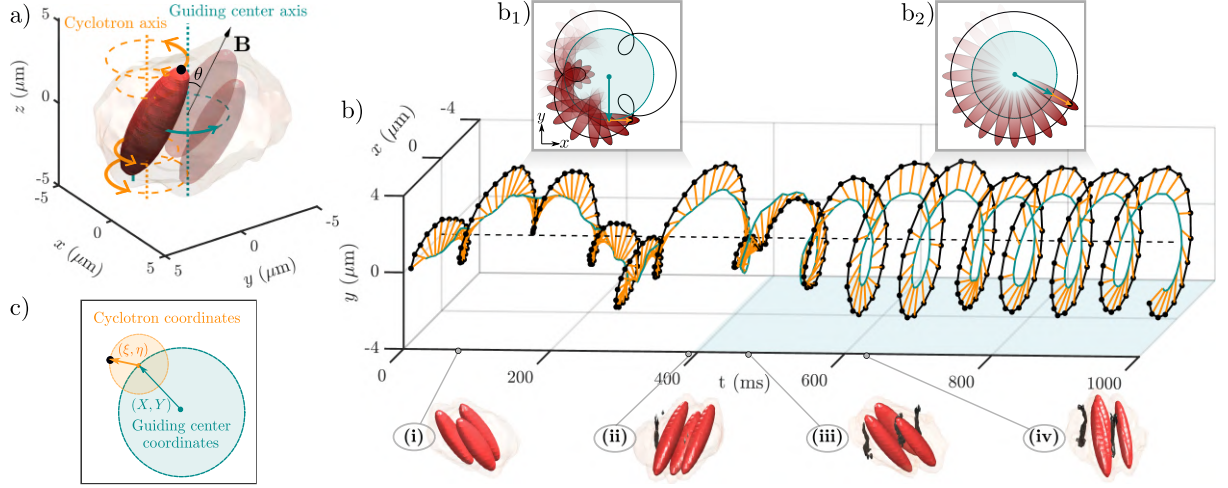 a)
Cyclotron axis
Guiding center axis
B
θ
z (μm)
5
0
-5
-5
0
5
x (μm)
5
0
-5
y (μm)
b₁)
y
x
b₂)
b)
x (μm)
-4
0
4
y (μm)
0
-4
0
200
400
t (ms)
600
800
1000
(i)
(ii)
(iii)
(iv)
c)
Cyclotron coordinates
(ξ, η)
(X, Y)
Guiding center
coordinates